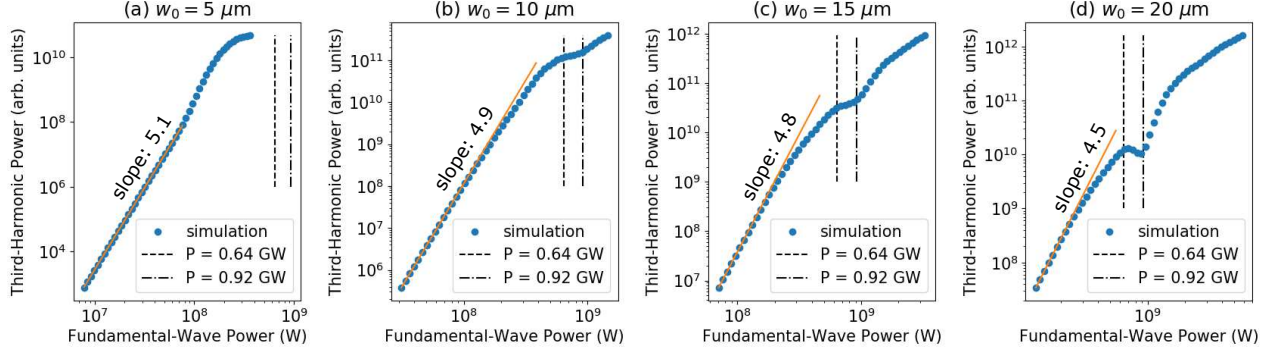 (a) w₀ = 5 μm
Third-Harmonic Power (arb. units)
10¹⁰
10⁸
10⁶
10⁴
slope: 5.1
simulation
P = 0.64 GW
P = 0.92 GW
10⁷
10⁸
10⁹
Fundamental-Wave Power (W)
(b) w₀ = 10 μm
Third-Harmonic Power (arb. units)
10¹¹
10¹⁰
10⁹
10⁸
10⁷
10⁶
slope: 4.9
simulation
P = 0.64 GW
P = 0.92 GW
10⁸
10⁹
Fundamental-Wave Power (W)
(c) w₀ = 15 μm
Third-Harmonic Power (arb. units)
10¹²
10¹¹
10¹⁰
10⁹
10⁸
10⁷
slope: 4.8
simulation
P = 0.64 GW
P = 0.92 GW
10⁸
10⁹
Fundamental-Wave Power (W)
(d) w₀ = 20 μm
Third-Harmonic Power (arb. units)
10¹²
10¹¹
10¹⁰
10⁹
10⁸
slope: 4.5
simulation
P = 0.64 GW
P = 0.92 GW
10⁹
Fundamental-Wave Power (W)